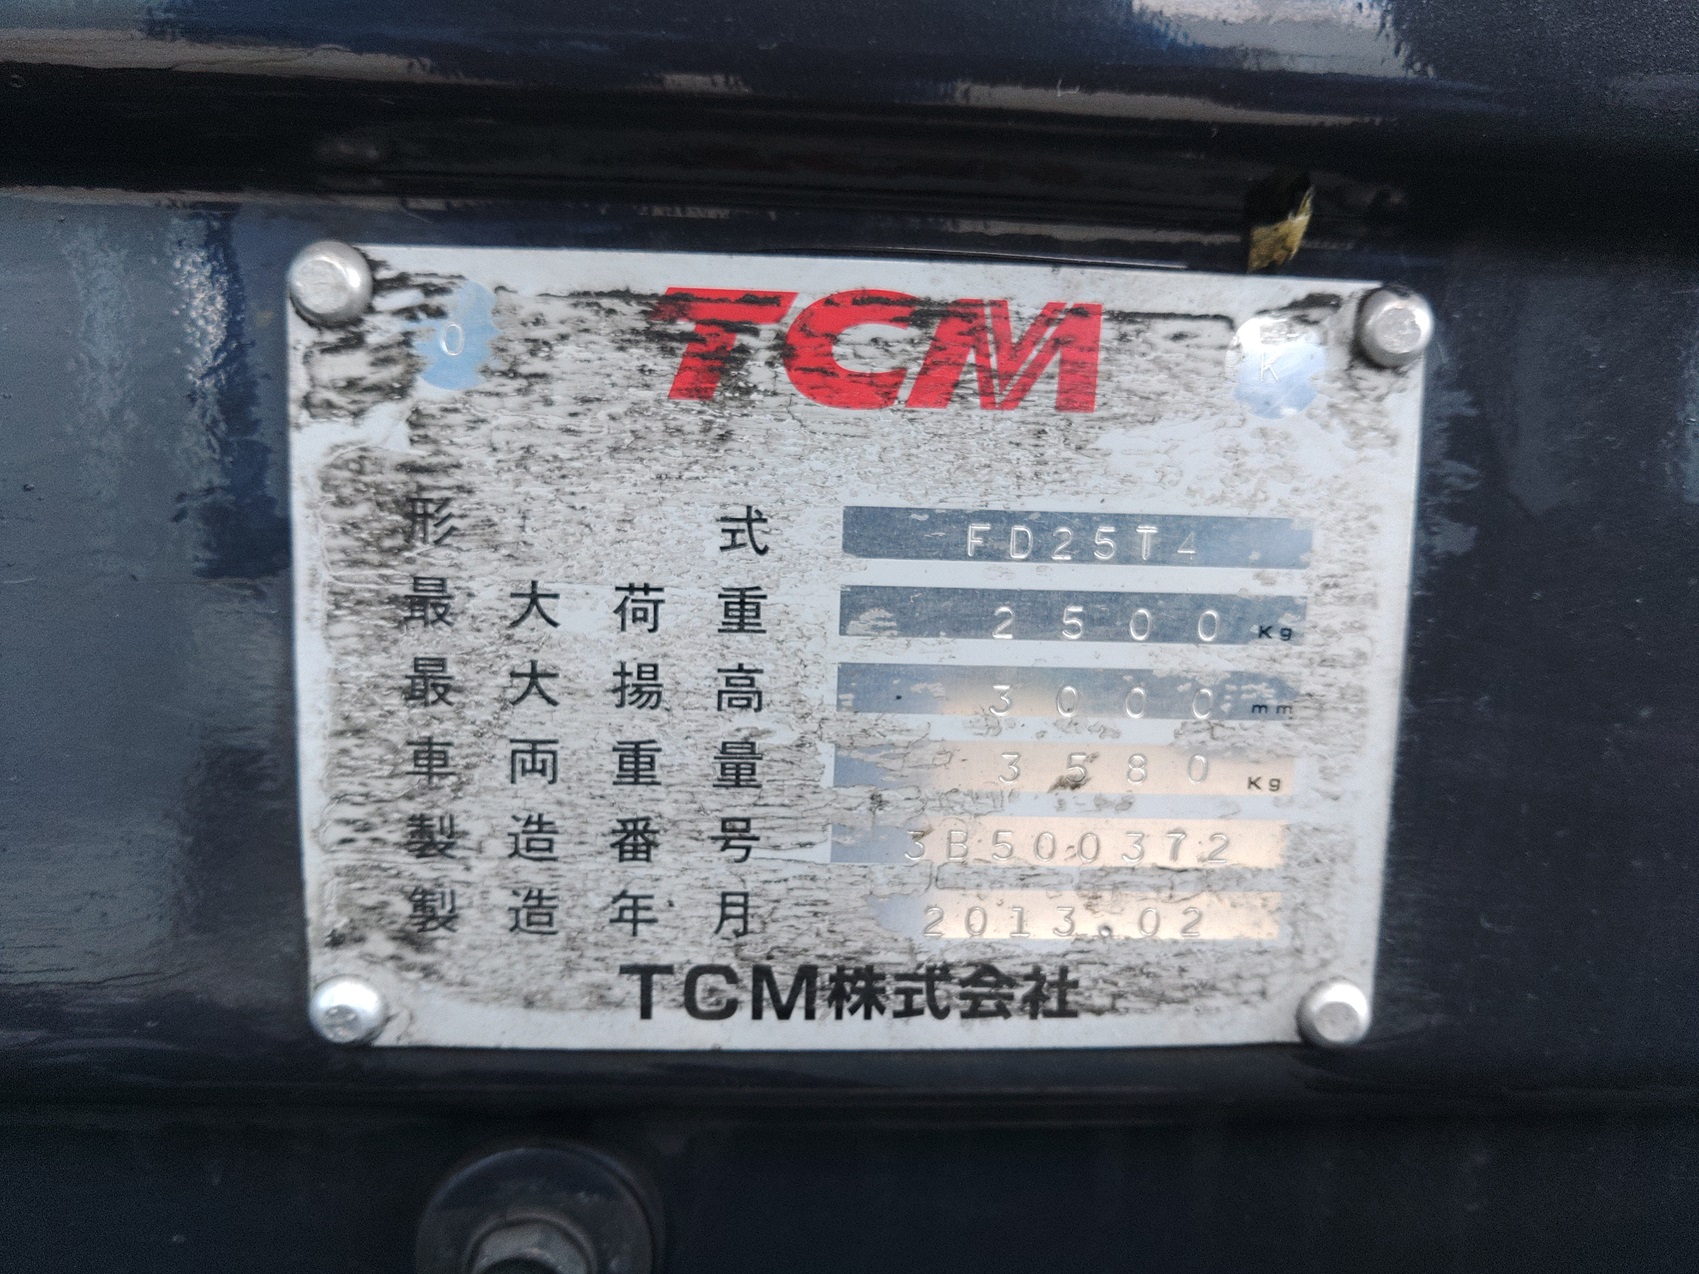 O TCM K
形式 FD25T4
最大荷重 2500 Kg
最大揚高 3000 mm
車両重量 3580 Kg
製造番号 3B500372
製造年月 2013.02
TCM株式会社